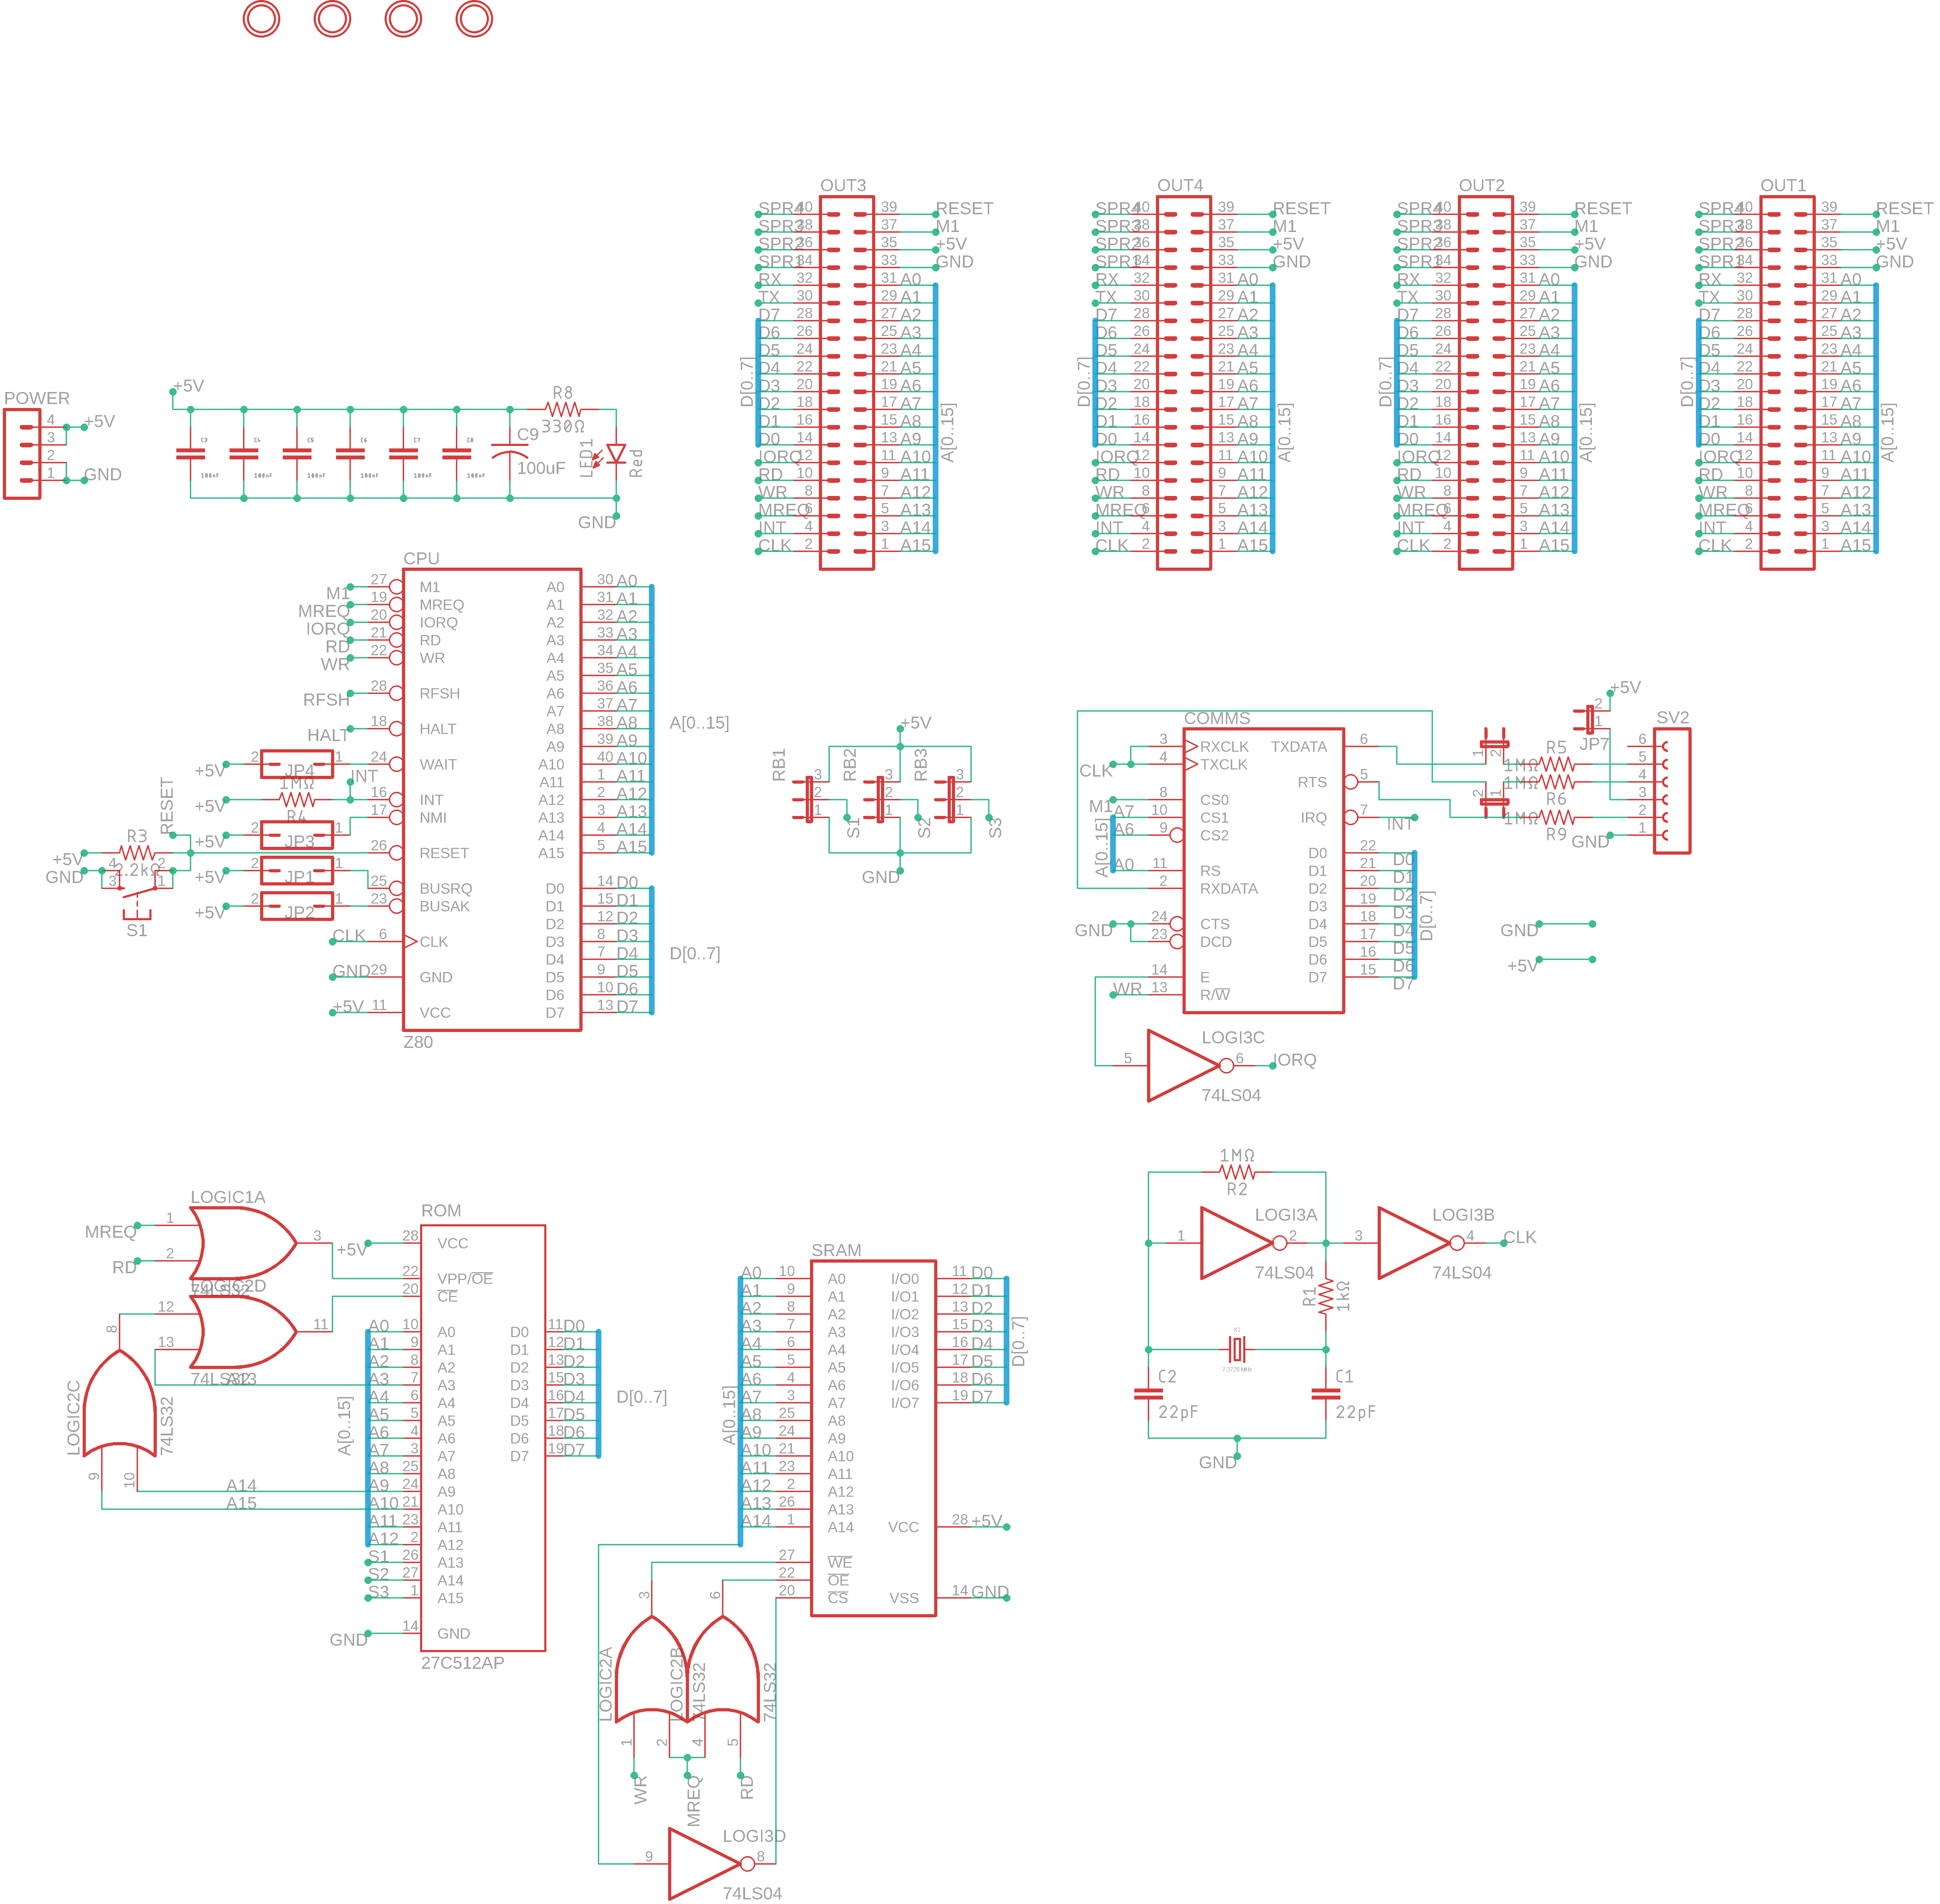 OUT3
SPR4 40 39 RESET
SPR3 38 37 M1
SPR2 36 35 +5V
SPR1 34 33 GND
RX 32 31 A0
TX 30 29 A1
D7 28 27 A2
D6 26 25 A3
D5 24 23 A4
D4 22 21 A5
D3 20 19 A6
D2 18 17 A7
D1 16 15 A8
D0 14 13 A9
IORQ 12 11 A10
RD 10 9 A11
WR 8 7 A12
MREQ 6 5 A13
INT 4 3 A14
CLK 2 1 A15
D[0..7]
A[0..15]
OUT4
SPR4 40 39 RESET
SPR3 38 37 M1
SPR2 36 35 +5V
SPR1 34 33 GND
RX 32 31 A0
TX 30 29 A1
D7 28 27 A2
D6 26 25 A3
D5 24 23 A4
D4 22 21 A5
D3 20 19 A6
D2 18 17 A7
D1 16 15 A8
D0 14 13 A9
IORQ 12 11 A10
RD 10 9 A11
WR 8 7 A12
MREQ 6 5 A13
INT 4 3 A14
CLK 2 1 A15
D[0..7]
A[0..15]
OUT2
SPR4 40 39 RESET
SPR3 38 37 M1
SPR2 36 35 +5V
SPR1 34 33 GND
RX 32 31 A0
TX 30 29 A1
D7 28 27 A2
D6 26 25 A3
D5 24 23 A4
D4 22 21 A5
D3 20 19 A6
D2 18 17 A7
D1 16 15 A8
D0 14 13 A9
IORQ 12 11 A10
RD 10 9 A11
WR 8 7 A12
MREQ 6 5 A13
INT 4 3 A14
CLK 2 1 A15
D[0..7]
A[0..15]
OUT1
SPR4 40 39 RESET
SPR3 38 37 M1
SPR2 36 35 +5V
SPR1 34 33 GND
RX 32 31 A0
TX 30 29 A1
D7 28 27 A2
D6 26 25 A3
D5 24 23 A4
D4 22 21 A5
D3 20 19 A6
D2 18 17 A7
D1 16 15 A8
D0 14 13 A9
IORQ 12 11 A10
RD 10 9 A11
WR 8 7 A12
MREQ 6 5 A13
INT 4 3 A14
CLK 2 1 A15
D[0..7]
A[0..15]
POWER
4 +5V
3
2
1 GND
+5V
C3 C4 C5 C6 C7 C8 C9
100nF 100nF 100nF 100nF 100nF 100nF 100uF
R8
330Ω
LED1
Red
GND
CPU
M1 27 M1 A0 30 A0
MREQ 19 MREQ A1 31 A1
IORQ 20 IORQ A2 32 A2
RD 21 RD A3 33 A3
WR 22 WR A4 34 A4
A5 35 A5
RFSH 28 RFSH A6 36 A6
A7 37 A7
HALT 18 HALT A8 38 A8
A9 39 A9
+5V 2 JP4 1 24 WAIT A10 40 A10
A11 1 A11
+5V 1MΩ R4 INT 16 INT A12 2 A12
17 NMI A13 3 A13
+5V 2 JP3 1 A14 4 A14
26 RESET A15 5 A15
+5V 2 JP1 1
25 BUSRQ D0 14 D0
+5V 2 JP2 1 23 BUSAK D1 15 D1
D2 12 D2
CLK 6 CLK D3 8 D3
D4 7 D4
GND 29 GND D5 9 D5
D6 10 D6
+5V 11 VCC D7 13 D7
Z80
A[0..15]
D[0..7]
RESET
R3
2.2kΩ
+5V
GND
4 2
3 1
S1
+5V
RB1 RB2 RB3
3 3 3
2 2 2
1 1 1
S1 S2 S3
GND
COMMS
3 RXCLK TXDATA 6
CLK 4 TXCLK
RTS 5
M1 8 CS0
A7 10 CS1 IRQ 7 INT
A6 9 CS2
D0 22 D0
A0 11 RS D1 21 D1
2 RXDATA D2 20 D2
D3 19 D3
GND 24 CTS D4 18 D4
23 DCD D5 17 D5
D6 16 D6
14 E D7 15 D7
WR 13 R/W
A[0..15]
D[0..7]
LOGI3C
5 6 IORQ
74LS04
+5V
2
1
JP7
SV2
1 2
2 1
R5
1MΩ
1MΩ
R6
1MΩ
R9
6
5
4
3
2
1
GND
GND
+5V
LOGIC1A
MREQ 1
RD 2
3
74LS32
LOGIC2D
12
13
11
74LS32
A13
LOGIC2C
8
9 10
74LS32
A14
A15
ROM
+5V 28 VCC
22 VPP/OE
20 CE
A0 10 A0 D0 11 D0
A1 9 A1 D1 12 D1
A2 8 A2 D2 13 D2
A3 7 A3 D3 15 D3
A4 6 A4 D4 16 D4
A5 5 A5 D5 17 D5
A6 4 A6 D6 18 D6
A7 3 A7 D7 19 D7
A8 25 A8
A9 24 A9
A10 21 A10
A11 23 A11
A12 2 A12
S1 26 A13
S2 27 A14
S3 1 A15
GND 14 GND
27C512AP
A[0..15]
D[0..7]
SRAM
A0 10 A0 I/O0 11 D0
A1 9 A1 I/O1 12 D1
A2 8 A2 I/O2 13 D2
A3 7 A3 I/O3 15 D3
A4 6 A4 I/O4 16 D4
A5 5 A5 I/O5 17 D5
A6 4 A6 I/O6 18 D6
A7 3 A7 I/O7 19 D7
A8 25 A8
A9 24 A9
A10 21 A10
A11 23 A11
A12 2 A12
A13 26 A13
A14 1 A14 VCC 28 +5V
27 WE
22 OE
20 CS VSS 14 GND
A[0..15]
D[0..7]
LOGIC2A
3
1 2
74LS32
LOGIC2B
6
4 5
74LS32
WR
MREQ
RD
LOGI3D
9 8
74LS04
1MΩ
R2
LOGI3A
1 2
74LS04
LOGI3B
3 4 CLK
74LS04
R1
1kΩ
X1
7.3728 MHz
C2
22pF
C1
22pF
GND